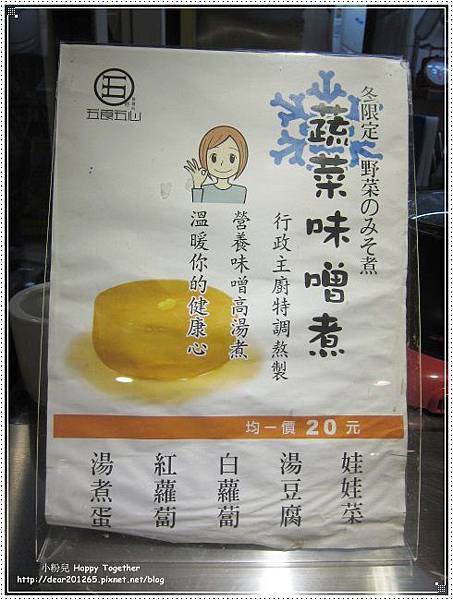 五
五食五心
冬限定 野菜のみそ煮
蔬菜味噌煮
行政主廚特調熬製
營養味噌高湯煮
溫暖你的健康心
均一價 20 元
娃娃菜
湯豆腐
白蘿蔔
紅蘿蔔
湯煮蛋
小粉兒 Happy Together
http://dear201265.pixnet.net/blog